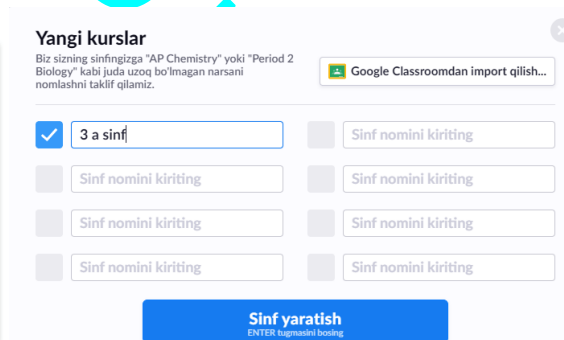 Yangi kurslar
Biz sizning sinfingizga "AP Chemistry" yoki "Period 2
Biology" kabi juda uzoq bo'lmagan narsani
nomlashni taklif qilamiz.
Google Classroomdan import qilish...
3 a sinf
Sinf nomini kiriting
Sinf nomini kiriting
Sinf nomini kiriting
Sinf nomini kiriting
Sinf nomini kiriting
Sinf nomini kiriting
Sinf nomini kiriting
Sinf yaratish
ENTER tugmasini bosing